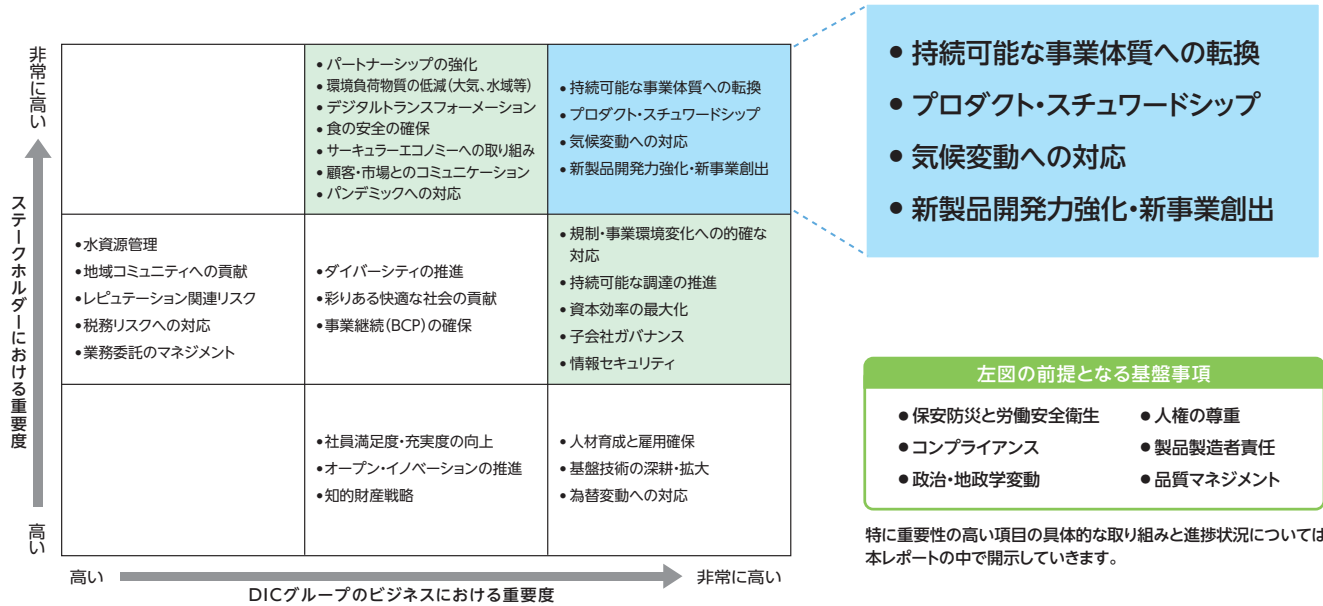 非常に高い
ステークホルダーにおける重要度
高い
• パートナーシップの強化
• 環境負荷物質の低減(大気、水域等)
• デジタルトランスフォーメーション
• 食の安全の確保
• サーキュラーエコノミーへの取り組み
• 顧客・市場とのコミュニケーション
• パンデミックへの対応
• 持続可能な事業体質への転換
• プロダクト・スチュワードシップ
• 気候変動への対応
• 新製品開発力強化・新事業創出
• 水資源管理
• 地域コミュニティへの貢献
• レピュテーション関連リスク
• 税務リスクへの対応
• 業務委託のマネジメント
• ダイバーシティの推進
• 彩りある快適な社会の貢献
• 事業継続(BCP)の確保
• 規制・事業環境変化への的確な
対応
• 持続可能な調達の推進
• 資本効率の最大化
• 子会社ガバナンス
• 情報セキュリティ
• 社員満足度・充実度の向上
• オープン・イノベーションの推進
• 知的財産戦略
• 人材育成と雇用確保
• 基盤技術の深耕・拡大
• 為替変動への対応
高い
非常に高い
DICグループのビジネスにおける重要度
• 持続可能な事業体質への転換
• プロダクト・スチュワードシップ
• 気候変動への対応
• 新製品開発力強化・新事業創出
左図の前提となる基盤事項
• 保安防災と労働安全衛生
• コンプライアンス
• 政治・地政学変動
• 人権の尊重
• 製品製造者責任
• 品質マネジメント
特に重要性の高い項目の具体的な取り組みと進捗状況については
本レポートの中で開示していきます。